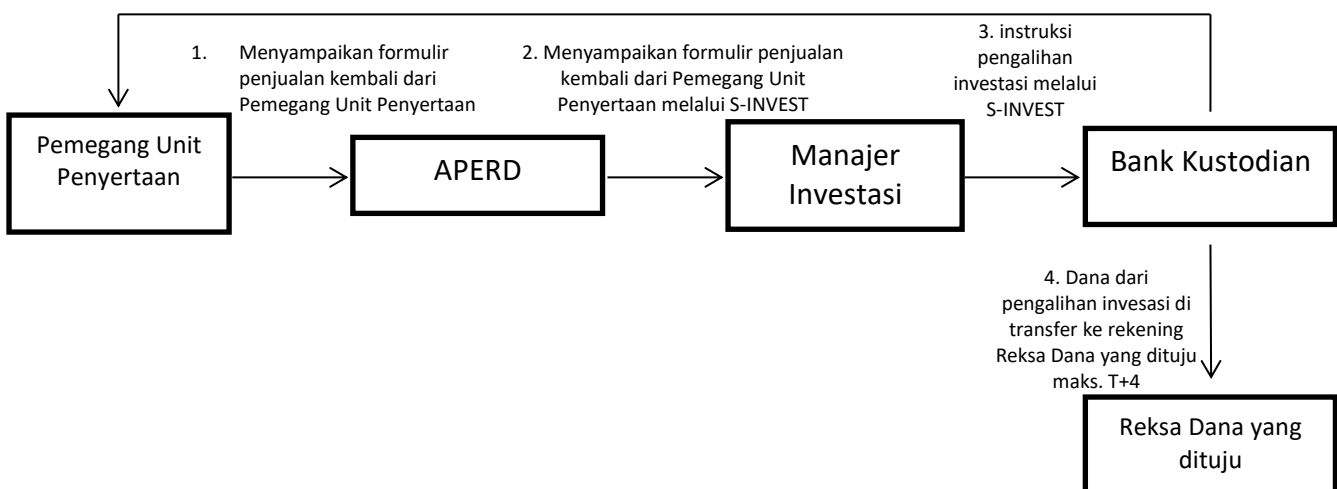 1. Menyampaikan formulir
penjualan kembali dari
Pemegang Unit Penyertaan
2. Menyampaikan formulir penjualan
kembali dari Pemegang Unit
Penyertaan melalui S-INVEST
3. instruksi
pengalihan
investasi melalui
S-INVEST
Pemegang Unit
Penyertaan
APERD
Manajer
Investasi
Bank Kustodian
4. Dana dari
pengalihan invesasi di
transfer ke rekening
Reksa Dana yang dituju
maks. T+4
Reksa Dana yang
dituju